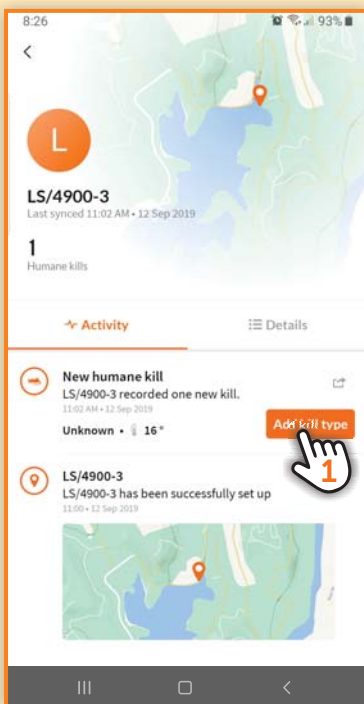 8:26
93%
L
LS/4900-3
Last synced 11:02 AM • 12 Sep 2019
1
Humane kills
Activity
Details
New humane kill
LS/4900-3 recorded one new kill.
11:02 AM • 12 Sep 2019
Unknown • 16°
Add kill type
1
LS/4900-3
LS/4900-3 has been successfully set up
11:00 • 12 Sep 2019